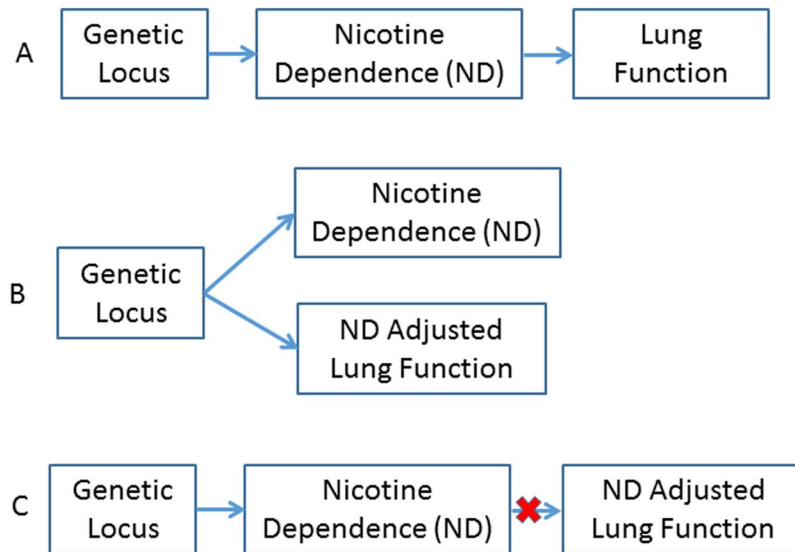 A
Genetic
Locus
Nicotine
Dependence (ND)
Lung
Function
B
Genetic
Locus
Nicotine
Dependence (ND)
ND Adjusted
Lung Function
C
Genetic
Locus
Nicotine
Dependence (ND)
ND Adjusted
Lung Function